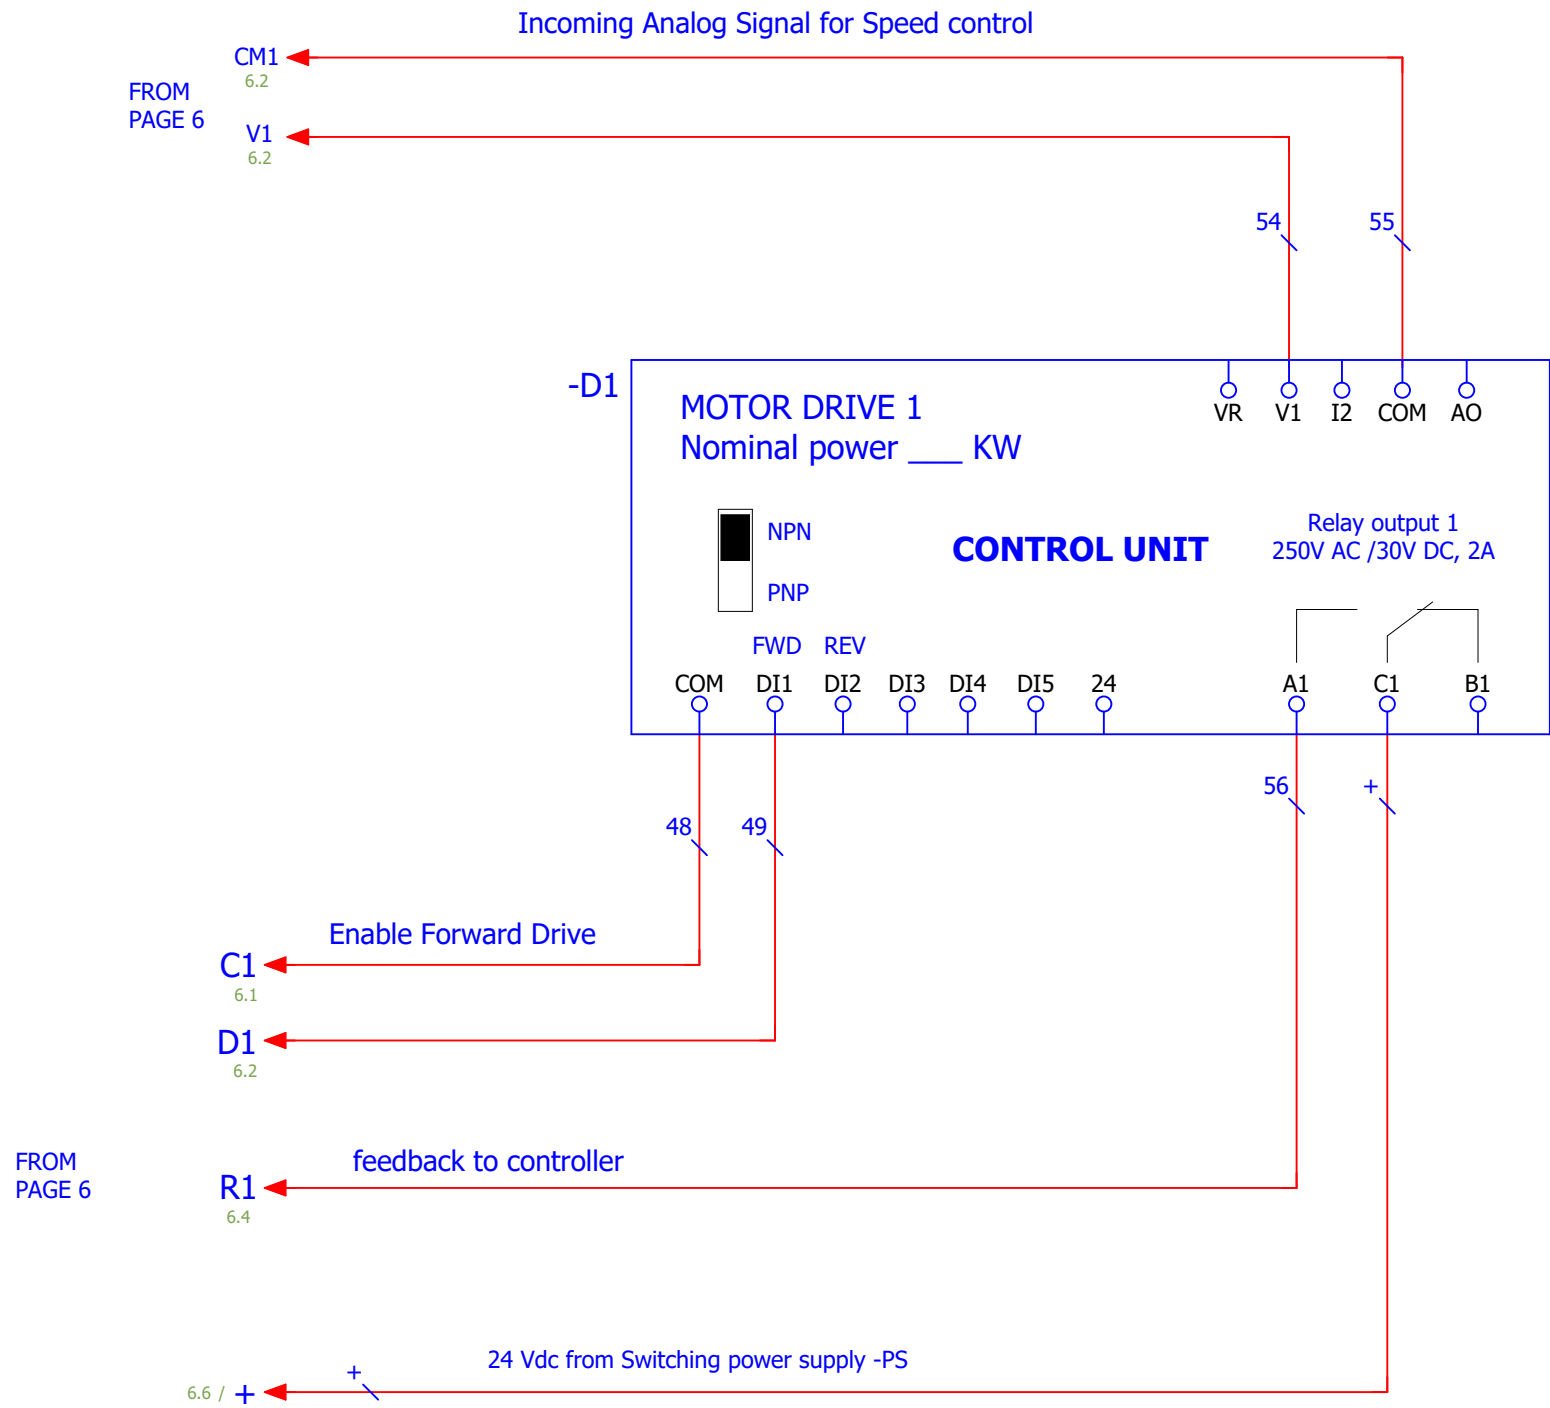 Incoming Analog Signal for Speed control
CM1
6.2
FROM
PAGE 6
V1
6.2
54
55
-D1
MOTOR DRIVE 1
Nominal power ___ KW
VR
V1
I2
COM
AO
NPN
PNP
CONTROL UNIT
Relay output 1
250V AC /30V DC, 2A
FWD
REV
COM
DI1
DI2
DI3
DI4
DI5
24
A1
C1
B1
56
+
48
49
Enable Forward Drive
C1
6.1
D1
6.2
FROM
PAGE 6
feedback to controller
R1
6.4
24 Vdc from Switching power supply -PS
+
6.6 / +